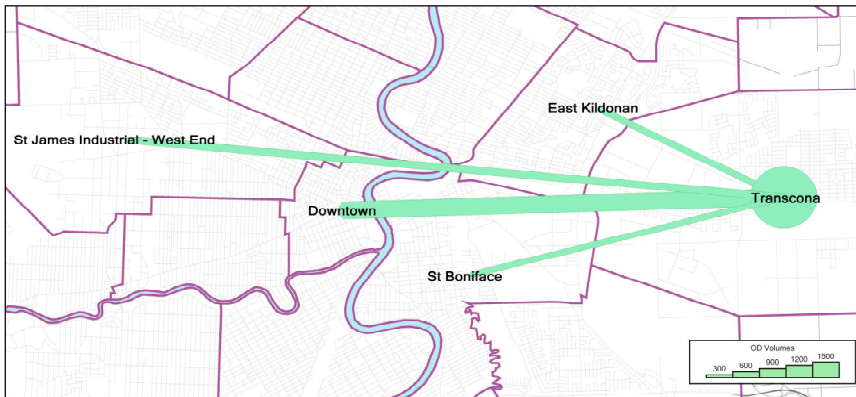 East Kildonan
St James Industrial - West End
Transcona
Downtown
St Boniface
OD Volumes
300 600 900 1200 1500